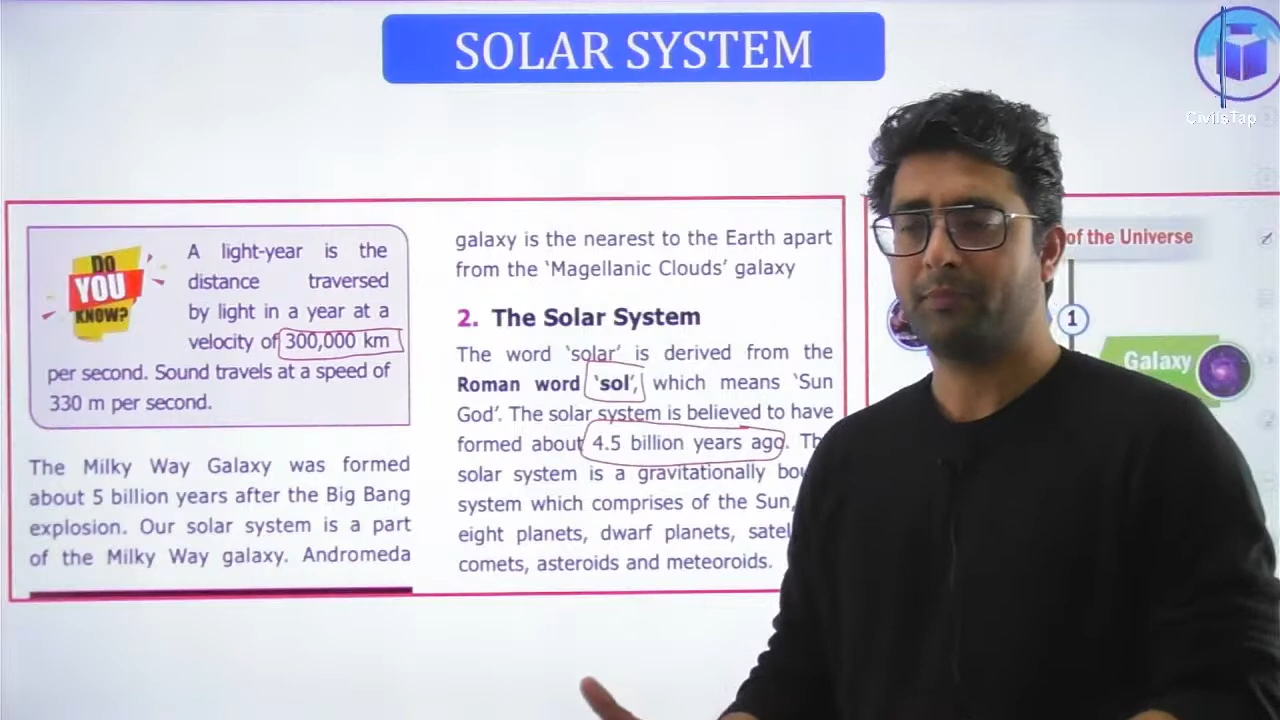 SOLAR SYSTEM
CivilsTap
DO
YOU
KNOW?
A light-year is the
distance traversed
by light in a year at a
velocity of 300,000 km
per second. Sound travels at a speed of
330 m per second.
The Milky Way Galaxy was formed
about 5 billion years after the Big Bang
explosion. Our solar system is a part
of the Milky Way galaxy. Andromeda
galaxy is the nearest to the Earth apart
from the ‘Magellanic Clouds’ galaxy
2. The Solar System
The word ‘solar’ is derived from the
Roman word ‘sol’, which means ‘Sun
God’. The solar system is believed to have
formed about 4.5 billion years ago.
solar system is a gravitationally
system which comprises of the Sun,
eight planets, dwarf planets,
comets, asteroids and meteoroids.
of the Universe
1
Galaxy